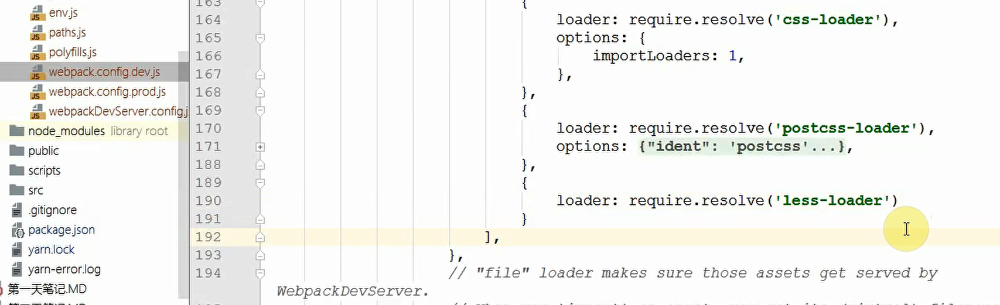 env.js
paths.js
polyfills.js
webpack.config.dev.js
webpack.config.prod.js
webpackDevServer.config.j
node_modules library root
public
scripts
src
.gitignore
package.json
yarn.lock
yarn-error.log
第一天笔记.MD
163 {
164 loader: require.resolve('css-loader'),
165 options: {
166 importLoaders: 1,
167 },
168 },
169 {
170 loader: require.resolve('postcss-loader'),
171 options: {"ident": 'postcss'...},
188 },
189 {
190 loader: require.resolve('less-loader')
191 }
192 ],
193 },
194 // "file" loader makes sure those assets get served by
WebpackDevServer.